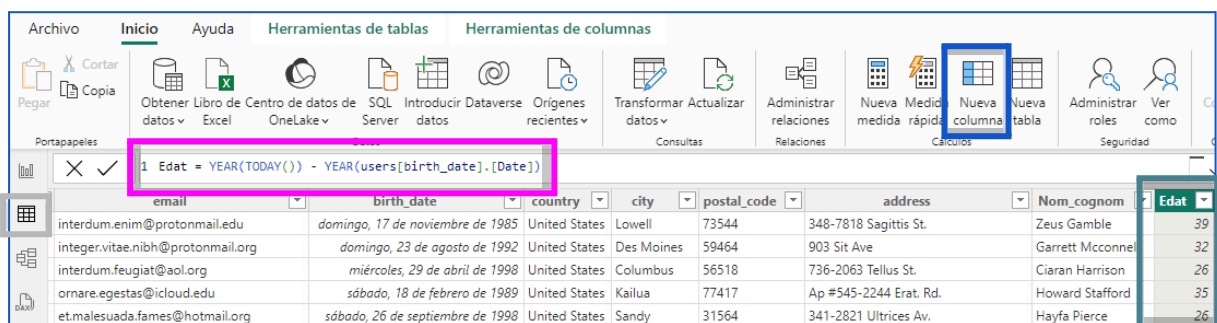 Archivo Inicio Ayuda Herramientas de tablas Herramientas de columnas
Pegar
Cortar
Copia
Portapapeles
Obtener datos
Libro de Excel
Centro de datos de OneLake
SQL Server
Introducir datos
Dataverse
Orígenes recientes
Transformar datos
Actualizar
Consultas
Administrar relaciones
Relaciones
Nueva medida
Medida rápida
Nueva columna
Nueva tabla
Cálculos
Administrar roles
Ver como
Seguridad
1 Edat = YEAR(TODAY()) - YEAR(users[birth_date].[Date])
email birth_date country city postal_code address Nom_cognom Edat
interdum.enim@protonmail.edu domingo, 17 de noviembre de 1985 United States Lowell 73544 348-7818 Sagittis St. Zeus Gamble 39
integer.vitae.nibh@protonmail.org domingo, 23 de agosto de 1992 United States Des Moines 59464 903 Sit Ave Garrett Mcconnel 32
interdum.feugiat@aol.org miércoles, 29 de abril de 1998 United States Columbus 56518 736-2063 Tellus St. Ciaran Harrison 26
ornare.egestas@icloud.edu sábado, 18 de febrero de 1989 United States Kailua 77417 Ap #545-2244 Erat. Rd. Howard Stafford 35
et.malesuada.fames@hotmail.org sábado, 26 de septiembre de 1998 United States Sandy 31564 341-2821 Ultrices Av. Hayfa Pierce 26
DAX